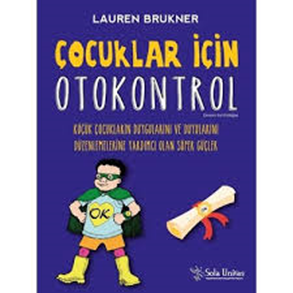 LAUREN BRUKNER
ÇOCUKLAR İÇİN
OTOKONTROL
KÜÇÜK ÇOCUKLARIN DUYGULARINI VE DUYULARINI
DÜZENLEMELERİNE YARDIMCI OLAN SÜPER GÜÇLER
OK
Sola Unitas